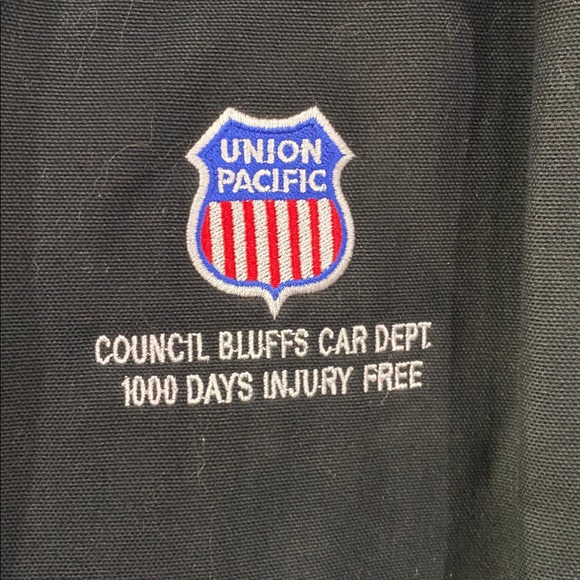 UNION
PACIFIC
COUNCIL BLUFFS CAR DEPT.
1000 DAYS INJURY FREE